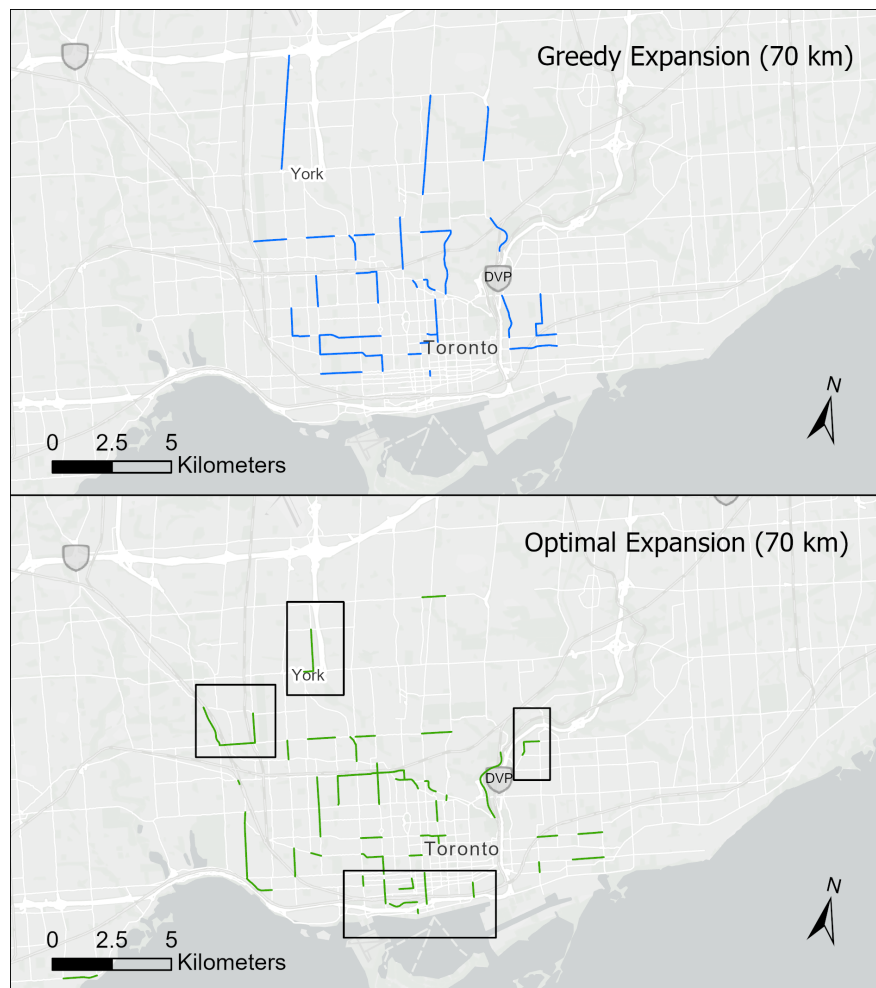 Greedy Expansion (70 km)
York
DVP
Toronto
N
0 2.5 5
Kilometers
Optimal Expansion (70 km)
York
DVP
Toronto
N
0 2.5 5
Kilometers